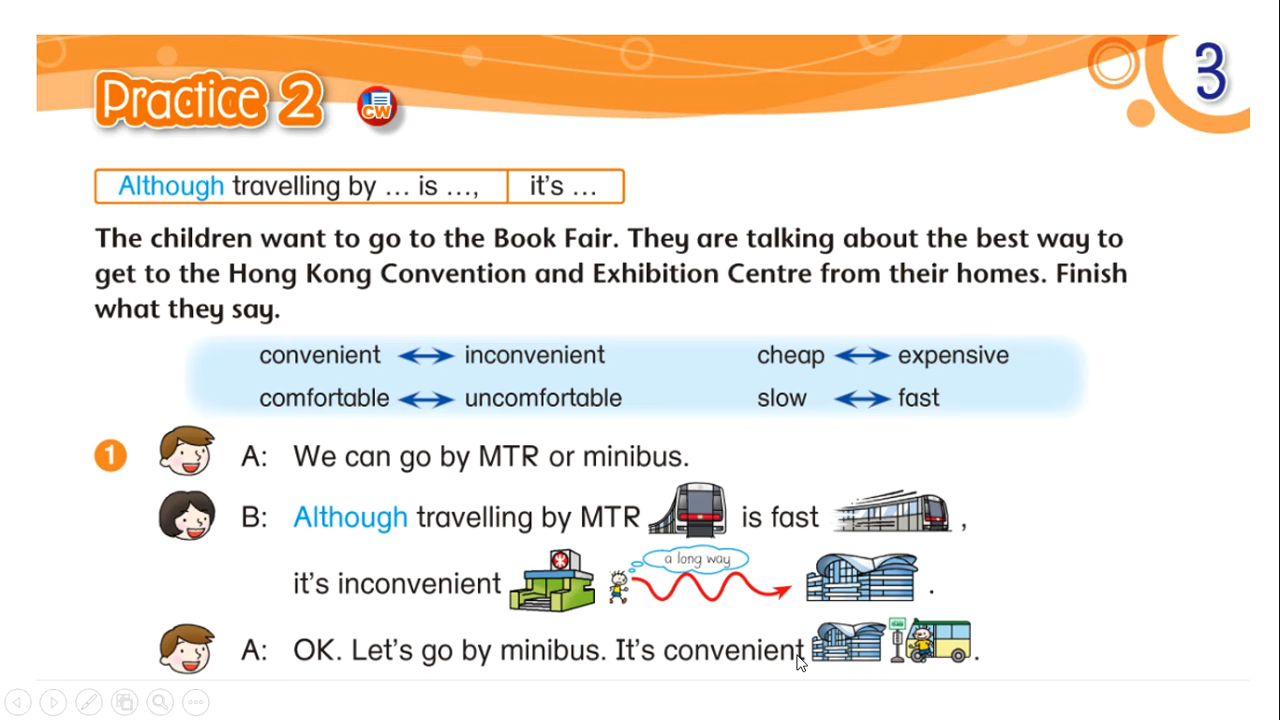 3
Practice 2
CW
Although travelling by ... is ..., it's ...
The children want to go to the Book Fair. They are talking about the best way to
get to the Hong Kong Convention and Exhibition Centre from their homes. Finish
what they say.
convenient ↔ inconvenient cheap ↔ expensive
comfortable ↔ uncomfortable slow ↔ fast
1 A: We can go by MTR or minibus.
B: Although travelling by MTR is fast ,
a long way
it's inconvenient .
A: OK. Let's go by minibus. It's convenient .